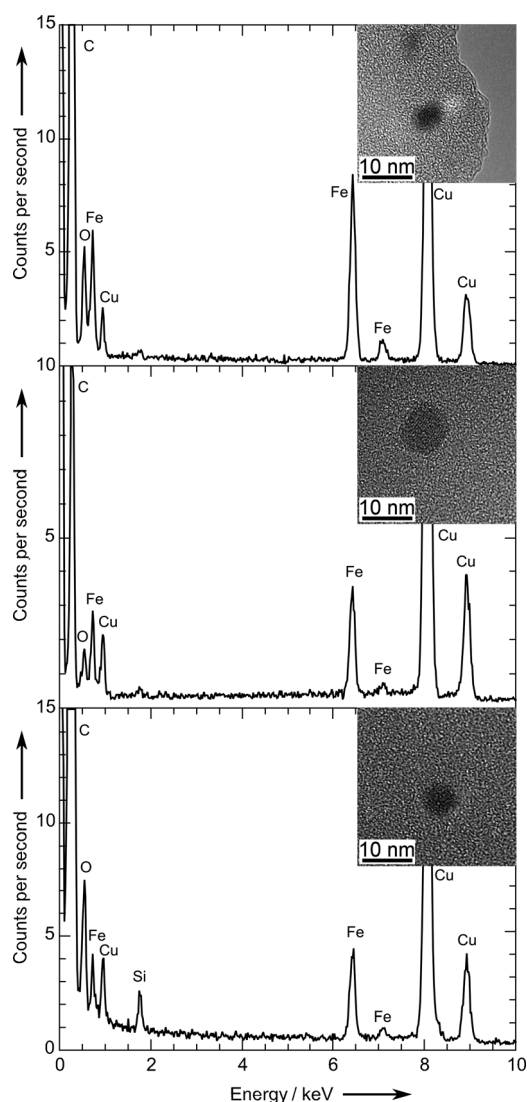 15
C
Counts per second
10
5
O
Fe
Cu
Fe
Fe
Cu
Cu
10 nm
10
C
Counts per second
5
O
Fe
Cu
Fe
Fe
Cu
Cu
10 nm
15
C
Counts per second
10
5
0
O
Fe
Cu
Si
Fe
Fe
Cu
Cu
10 nm
0 2 4 6 8 10
Energy / keV